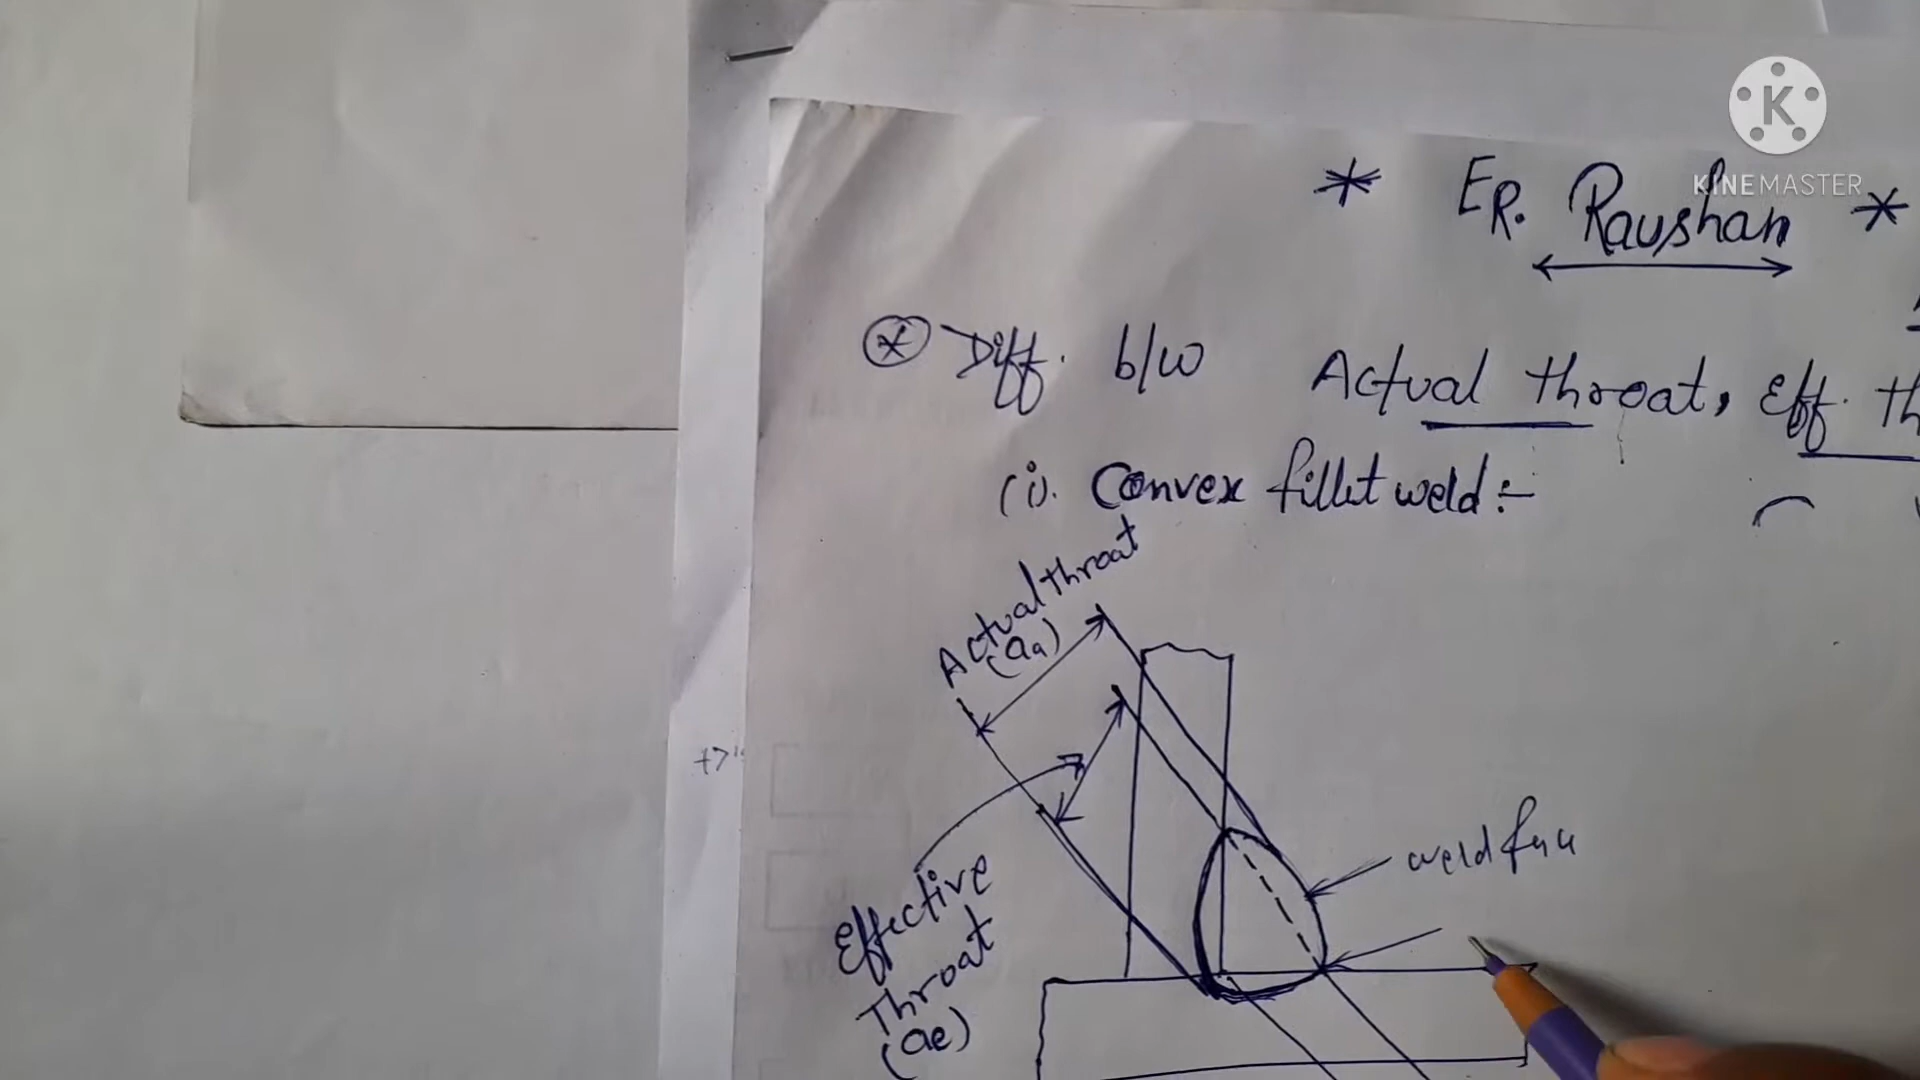 KINEMASTER
* ER. Raushan *
* Diff. b/w Actual throat, Eff. th
(i). Convex fillet weld :-
Actual throat
(aa)
weld face
Effective
Throat
(ae)